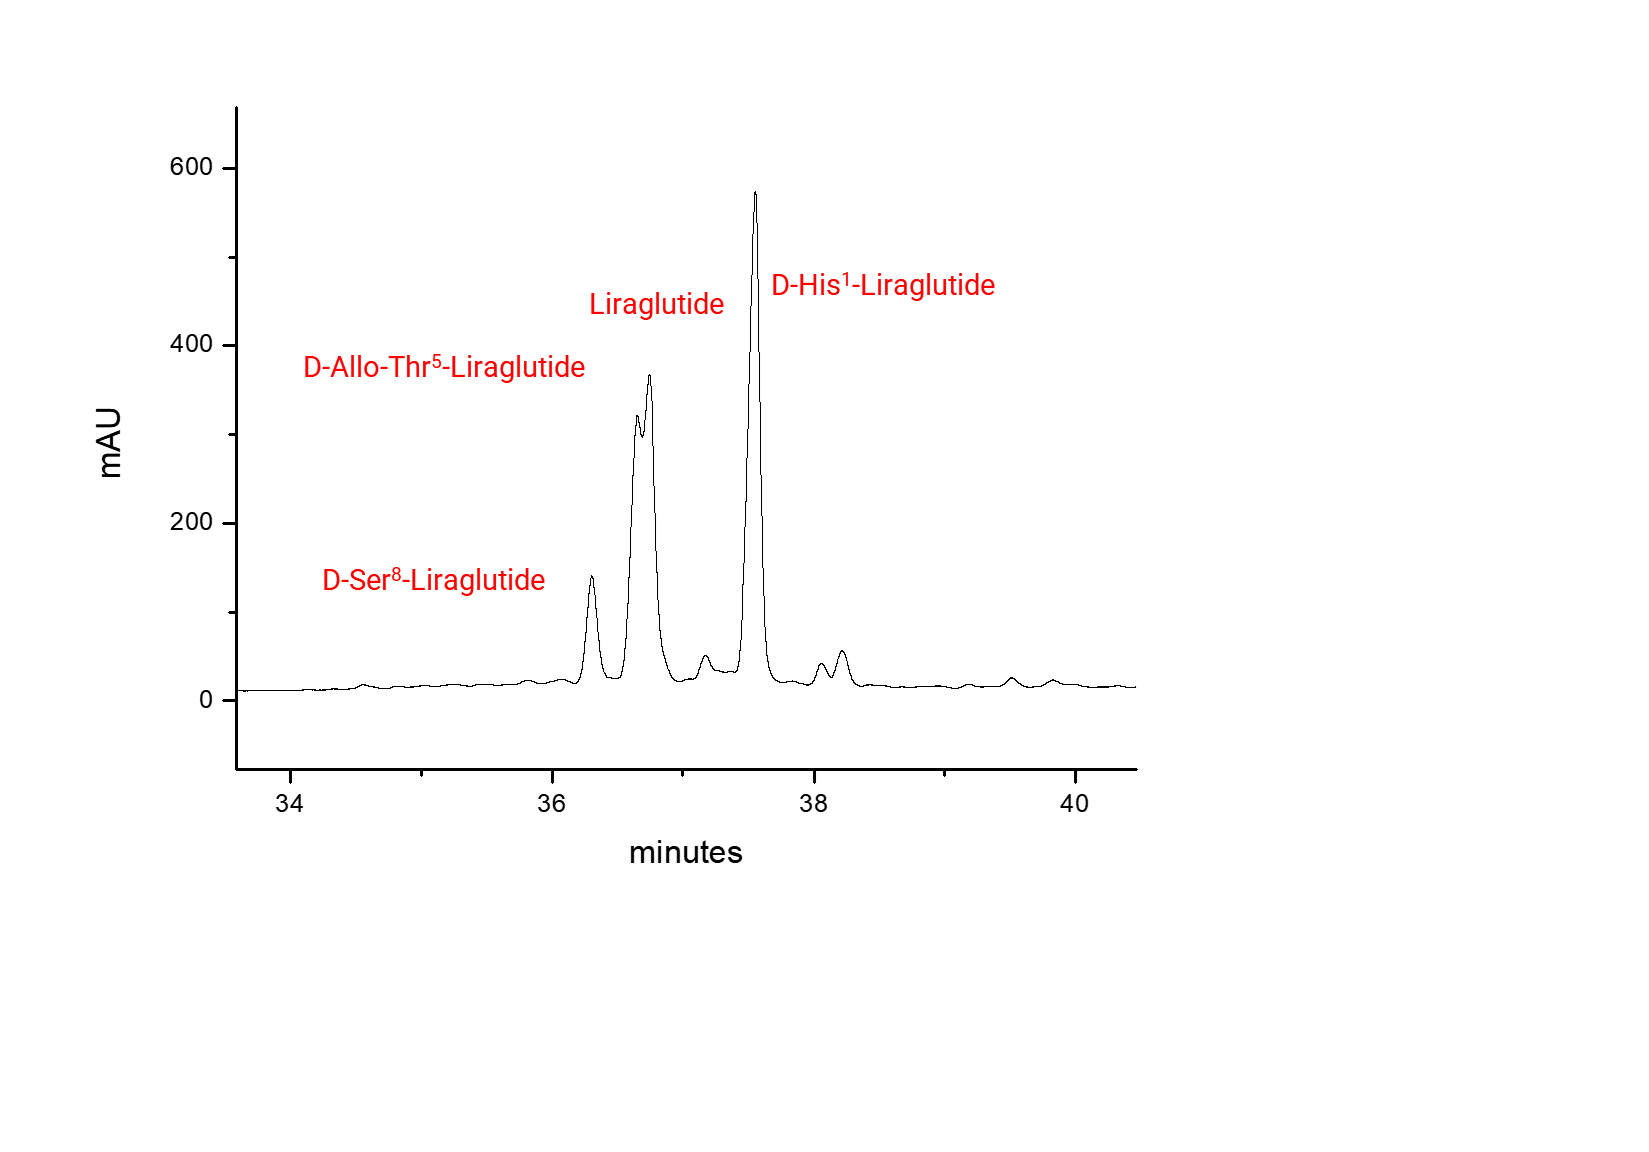 600
D-His¹-Liraglutide
Liraglutide
400
D-Allo-Thr⁵-Liraglutide
mAU
200
D-Ser⁸-Liraglutide
0
34 36 38 40
minutes